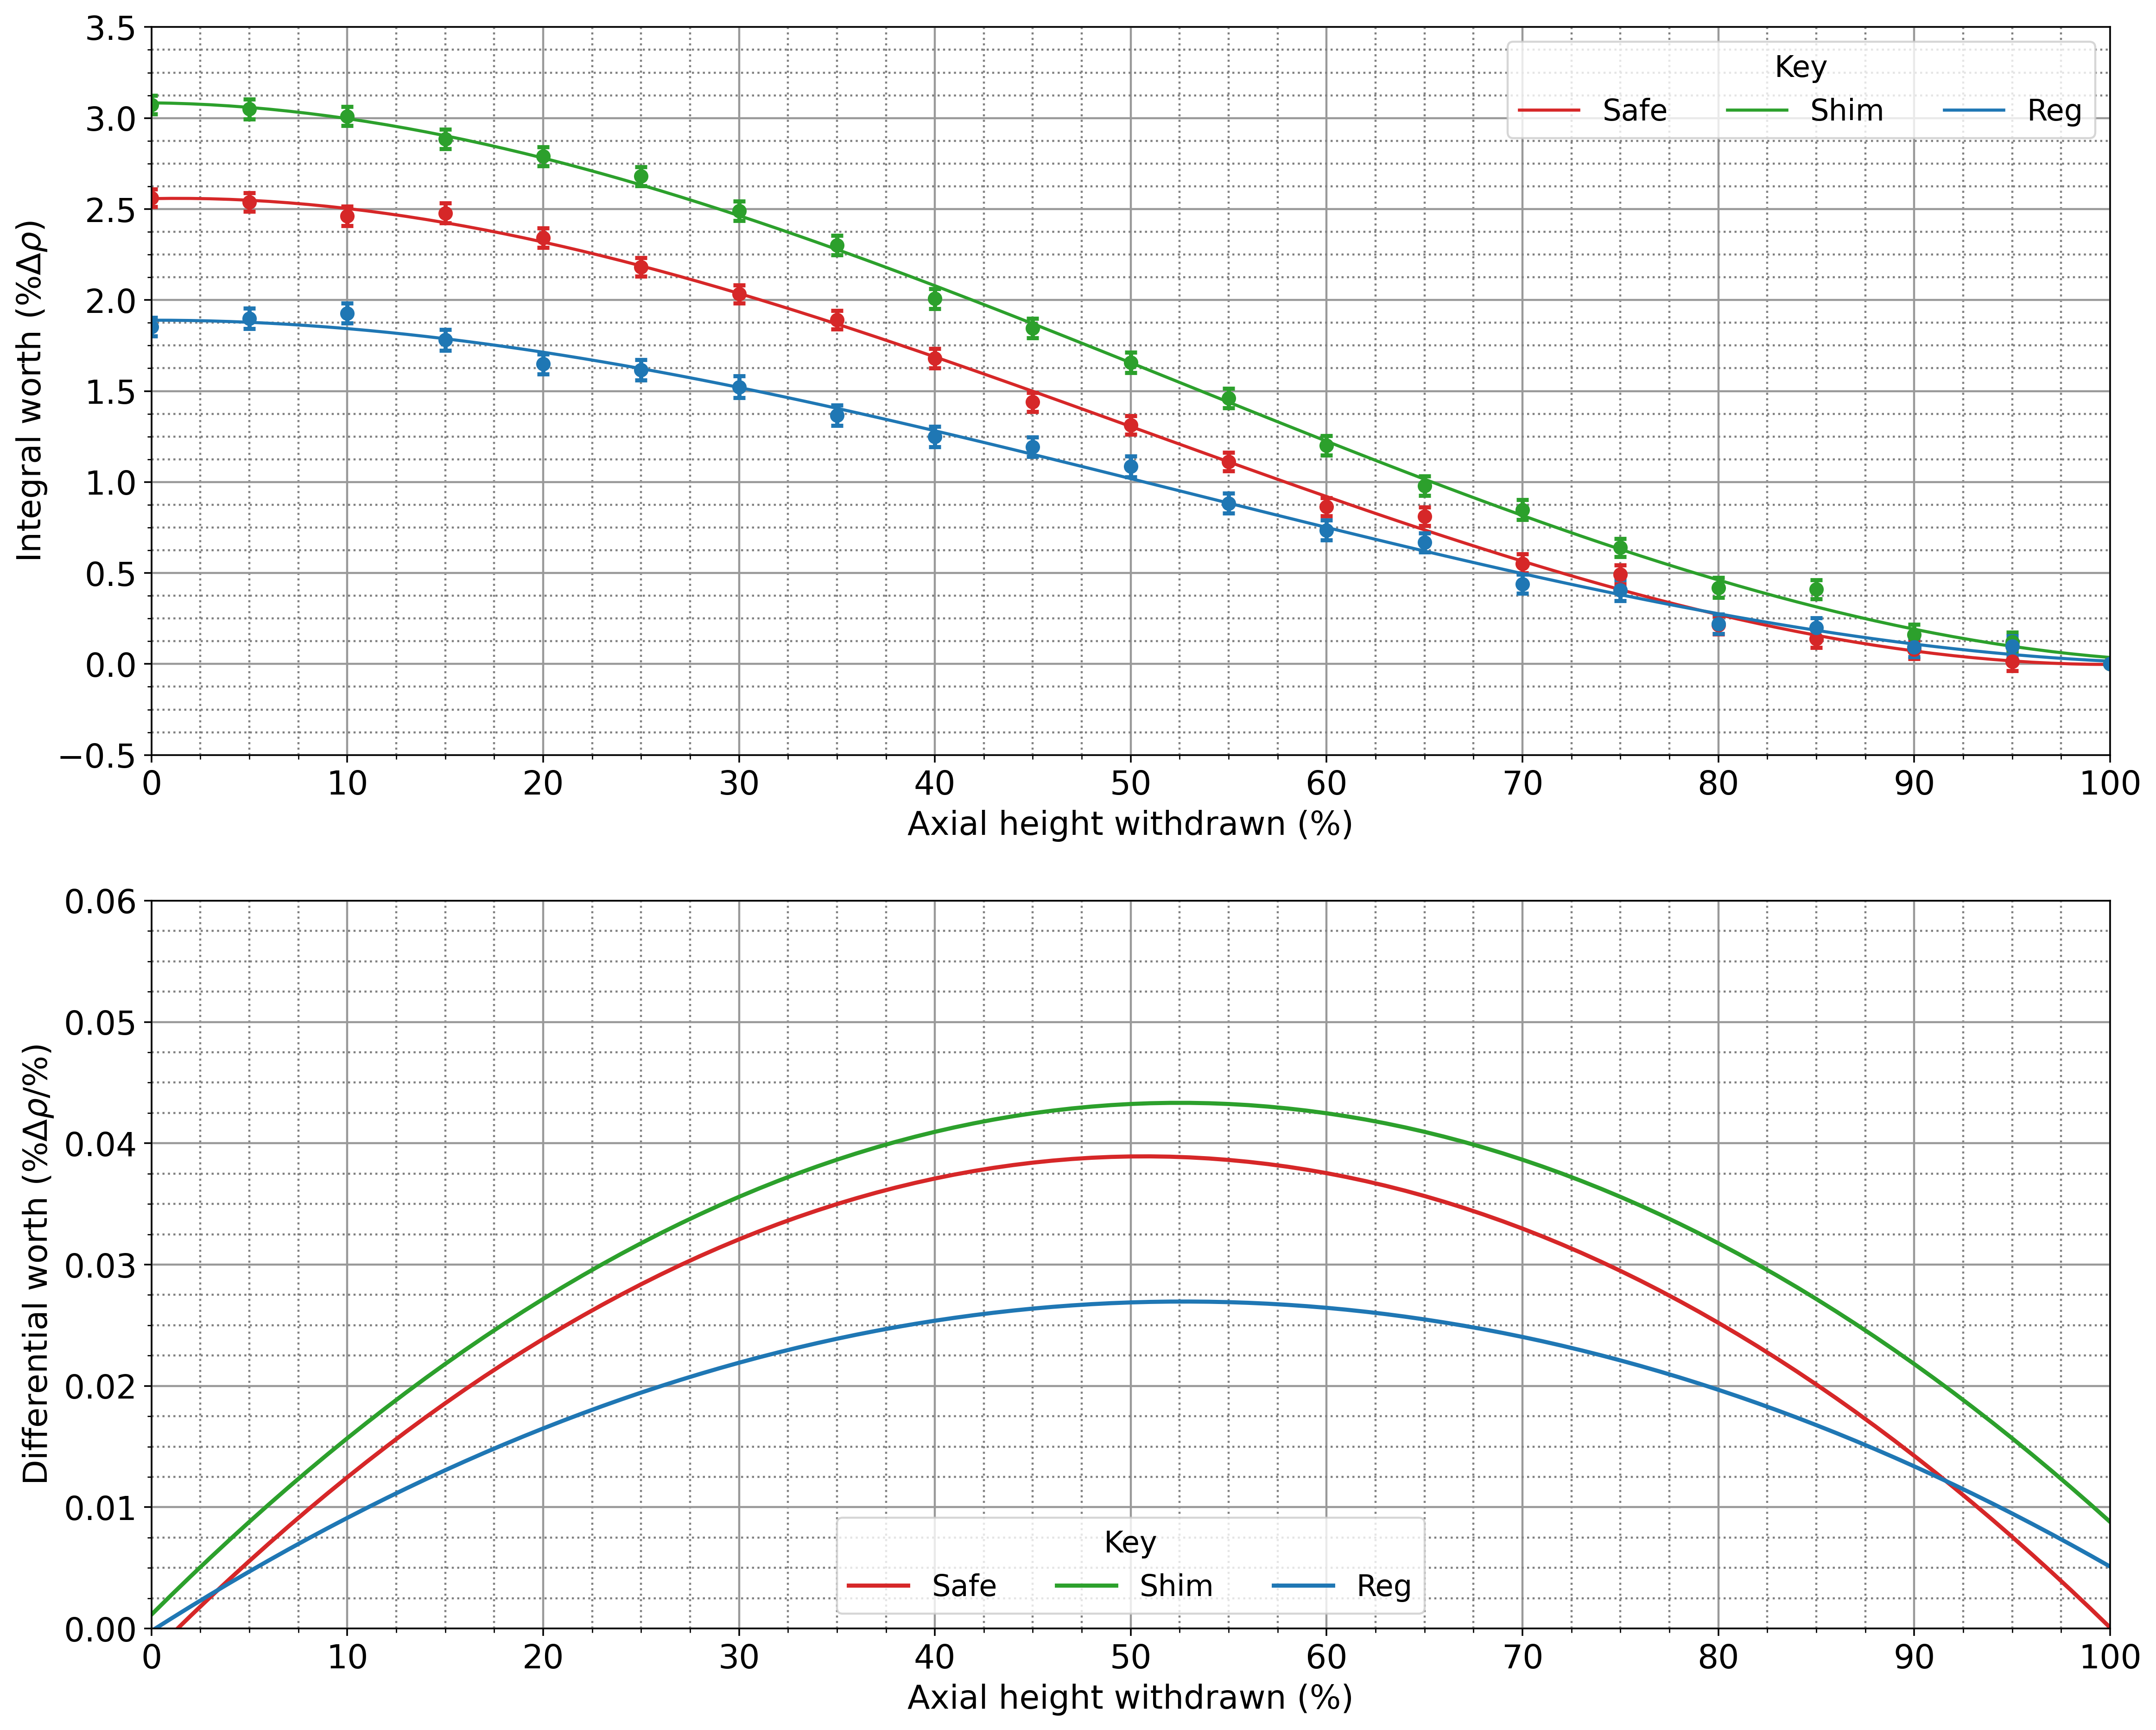 3.5
3.0
2.5
2.0
1.5
1.0
0.5
0.0
−0.5
Integral worth (%Δρ)
Key
Safe Shim Reg
0 10 20 30 40 50 60 70 80 90 100
Axial height withdrawn (%)
0.06
0.05
0.04
0.03
0.02
0.01
0.00
Differential worth (%Δρ/%)
Key
Safe Shim Reg
0 10 20 30 40 50 60 70 80 90 100
Axial height withdrawn (%)